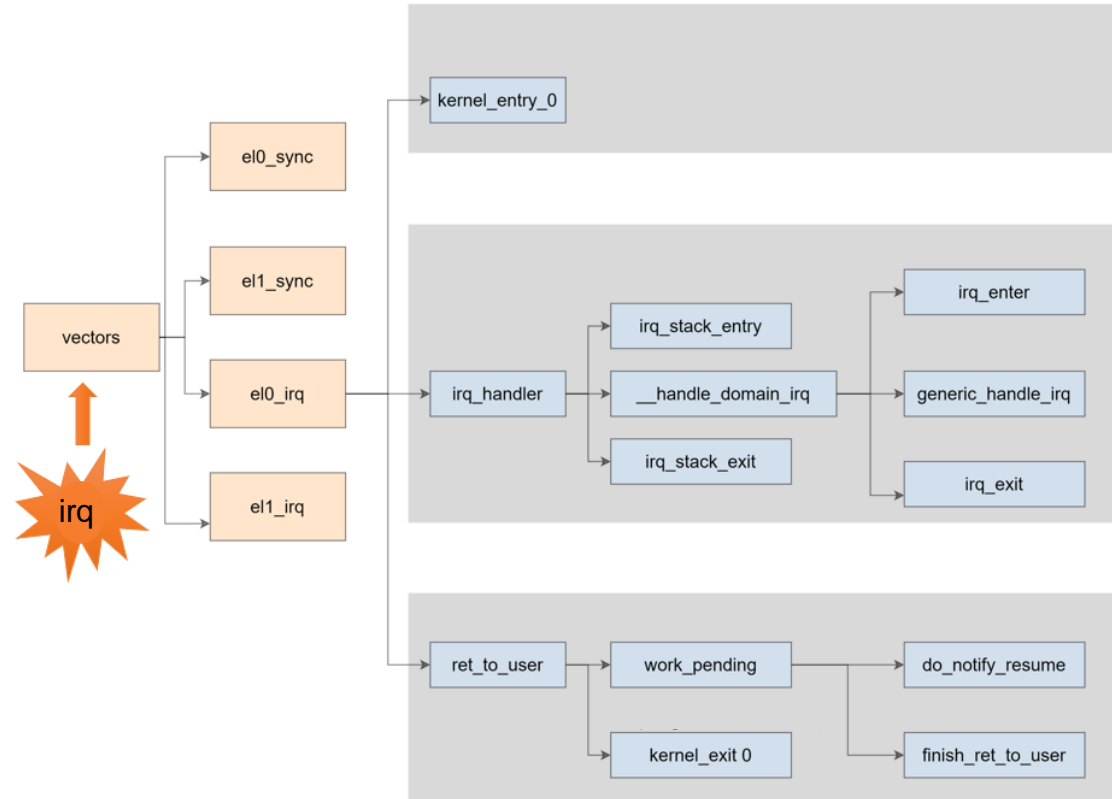 kernel_entry_0
el0_sync
el1_sync
vectors
el0_irq
el1_irq
irq
irq_handler
irq_stack_entry
__handle_domain_irq
irq_stack_exit
irq_enter
generic_handle_irq
irq_exit
ret_to_user
work_pending
kernel_exit 0
do_notify_resume
finish_ret_to_user